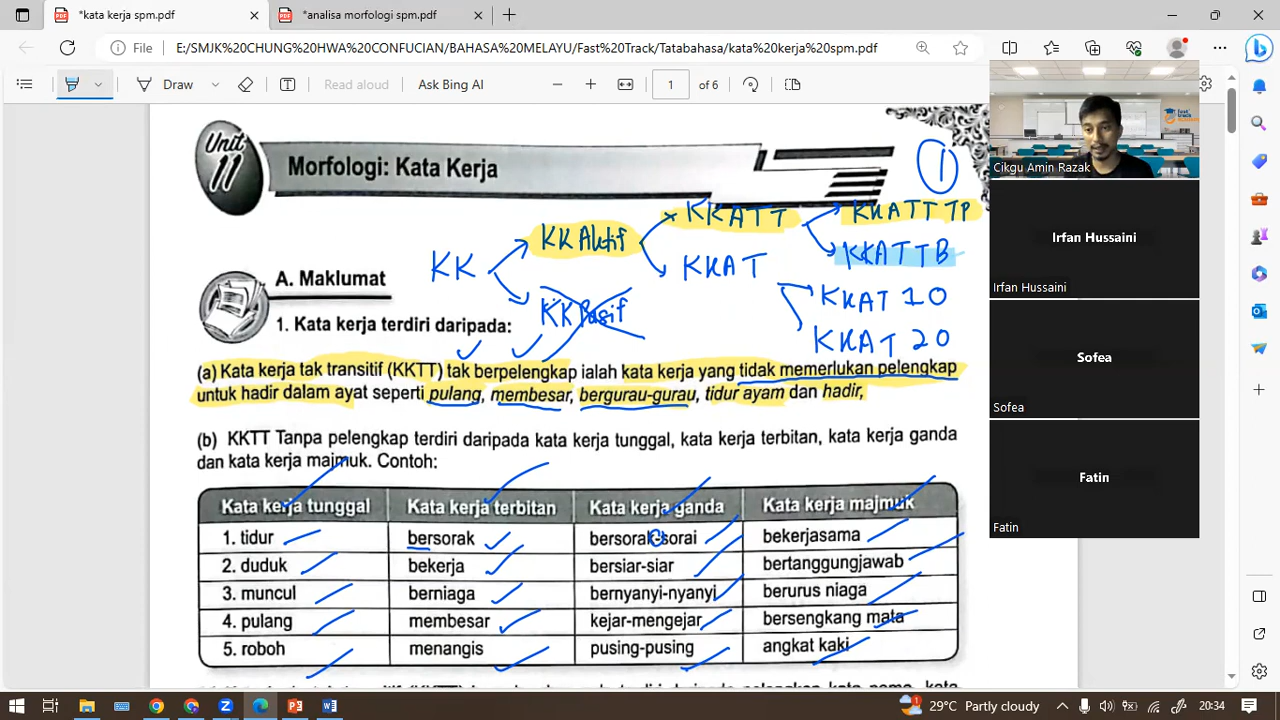 *kata kerja spm.pdf
*analisa morfologi spm.pdf
File
E:/SMJK%20CHUNG%20HWA%20CONFUCIAN/BAHASA%20MELAYU/Fast%20Track/Tatabahasa/kata%20kerja%20spm.pdf
Draw
Read aloud
Ask Bing AI
1
of 6
Unit
11
Morfologi: Kata Kerja
1
KK
KK Aktif
KK Pasif
KKATT
KKAT
KKATTTP
KKATTB
KKAT 10
KKAT 20
A. Maklumat
1. Kata kerja terdiri daripada:
(a) Kata kerja tak transitif (KKTT) tak berpelengkap ialah kata kerja yang tidak memerlukan pelengkap
untuk hadir dalam ayat seperti pulang, membesar, bergurau-gurau, tidur ayam dan hadir,
(b) KKTT Tanpa pelengkap terdiri daripada kata kerja tunggal, kata kerja terbitan, kata kerja ganda
dan kata kerja majmuk. Contoh:
Kata kerja tunggal Kata kerja terbitan Kata kerja ganda Kata kerja majmuk
1. tidur bersorak bersorak-sorai bekerjasama
2. duduk bekerja bersiar-siar bertanggungjawab
3. muncul berniaga bernyanyi-nyanyi berurus niaga
4. pulang membesar kejar-mengejar bersengkang mata
5. roboh menangis pusing-pusing angkat kaki
Cikgu Amin Razak
Irfan Hussaini
Irfan Hussaini
Sofea
Sofea
Fatin
Fatin
29°C Partly cloudy
20:34